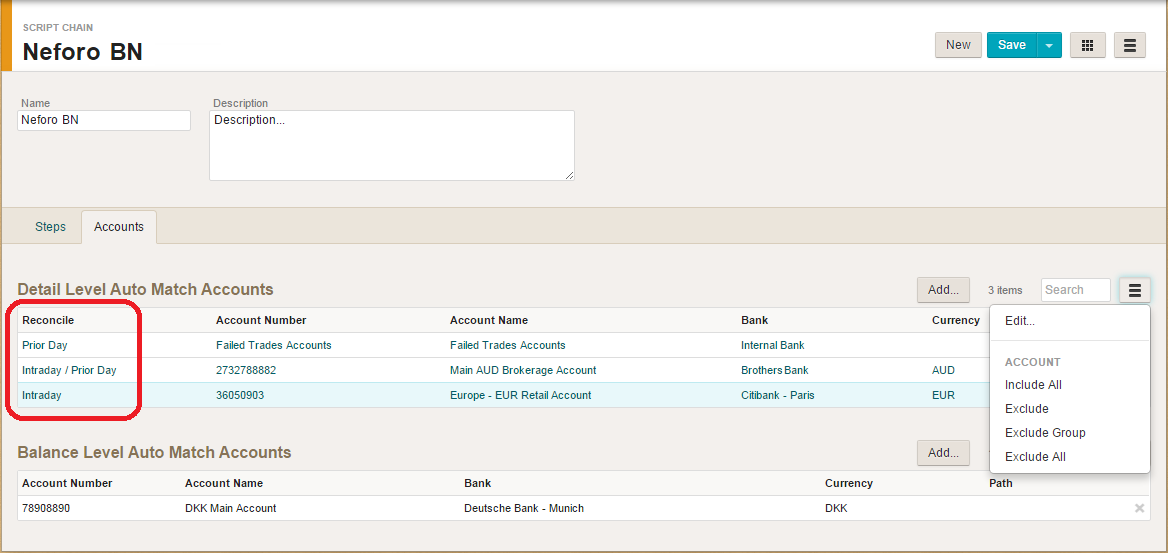 SCRIPT CHAIN
Neforo BN
New Save
Name Description
Neforo BN Description...
Steps Accounts
Detail Level Auto Match Accounts Add... 3 items Search
Reconcile Account Number Account Name Bank Currency
Prior Day Failed Trades Accounts Failed Trades Accounts Internal Bank
Intraday / Prior Day 2732788882 Main AUD Brokerage Account Brothers Bank AUD
Intraday 36050903 Europe - EUR Retail Account Citibank - Paris EUR
Edit...
ACCOUNT
Include All
Exclude
Exclude Group
Exclude All
Balance Level Auto Match Accounts Add...
Account Number Account Name Bank Currency Path
78908890 DKK Main Account Deutsche Bank - Munich DKK